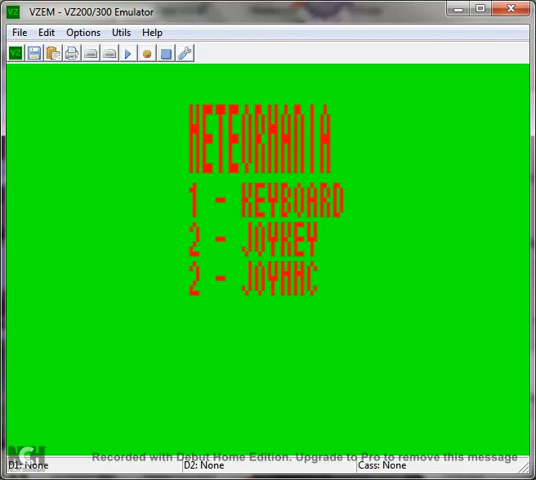 VZEM - VZ200/300 Emulator
File Edit Options Utils Help
VZ
METEORMANIA
1 - KEYBOARD
2 - JOYKEY
2 - JOYMMC
NCH
Recorded with Debut Home Edition. Upgrade to Pro to remove this message
D1: None D2: None Cass: None